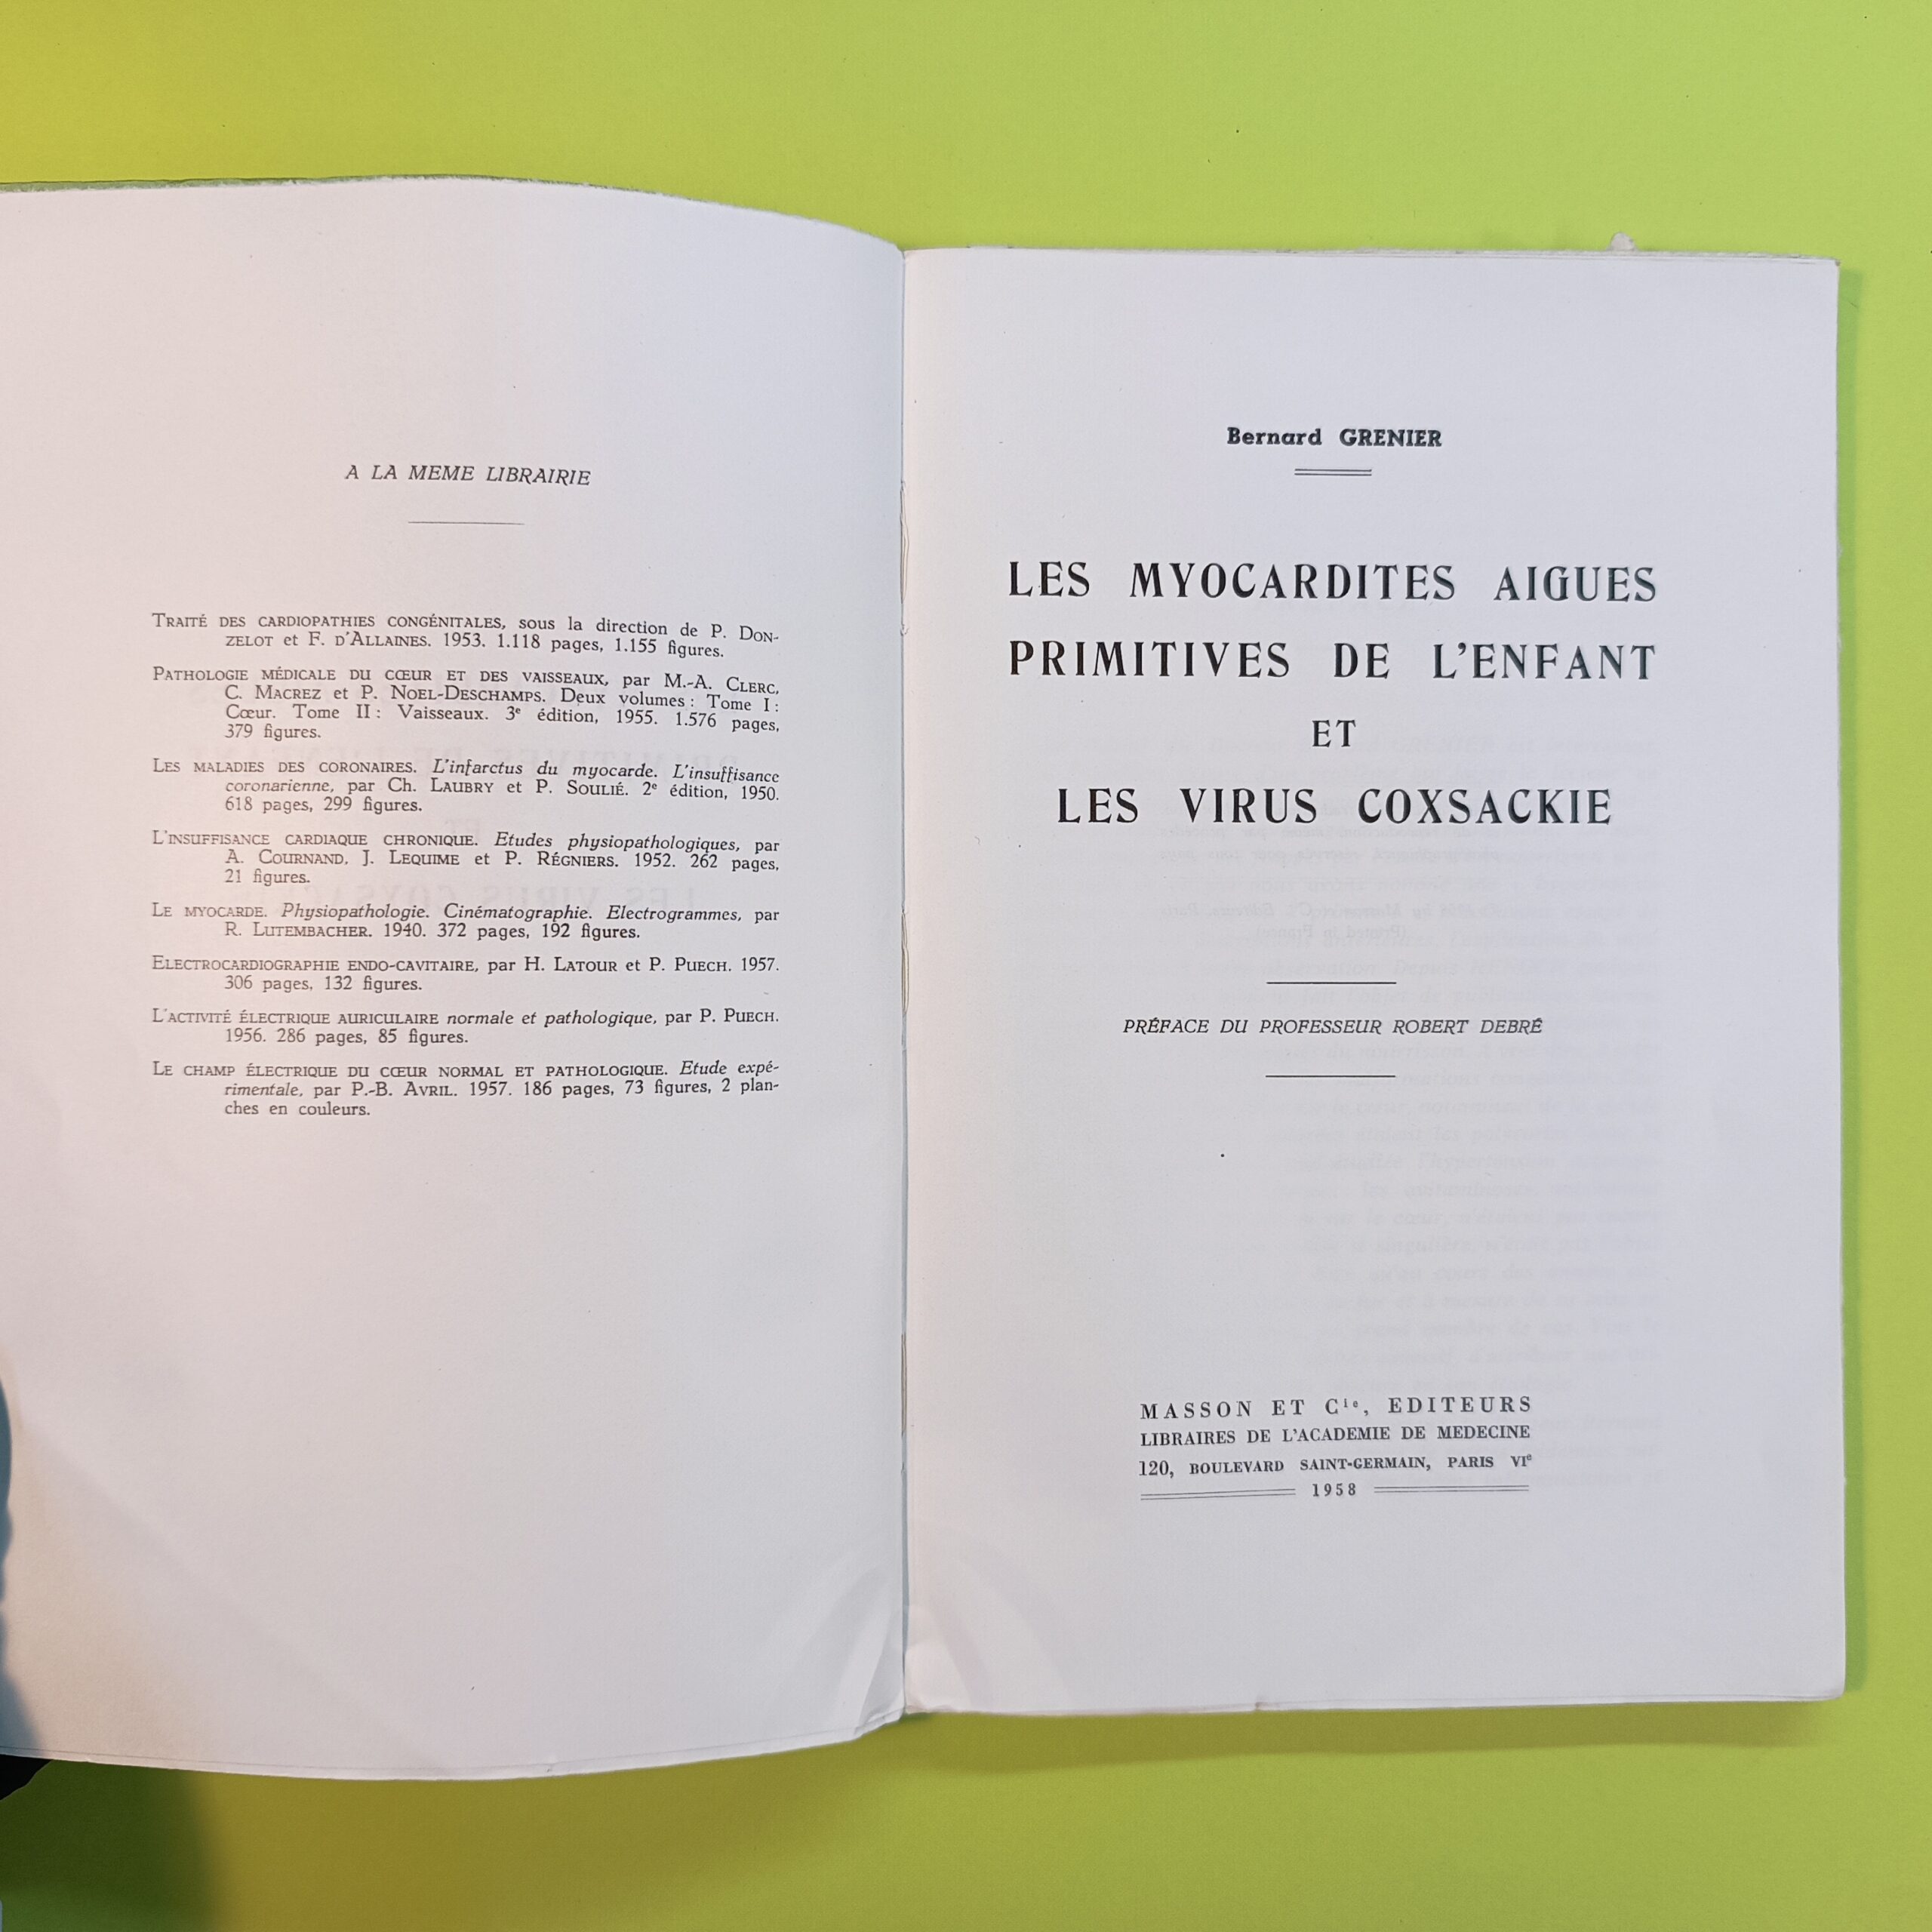 A LA MEME LIBRAIRIE
TRAITÉ DES CARDIOPATHIES CONGÉNITALES, sous la direction de P. DON-
ZELOT et F. D'ALLAINES. 1953. 1.118 pages, 1.155 figures.
PATHOLOGIE MÉDICALE DU CŒUR ET DES VAISSEAUX, par M.-A. CLERC,
C. MACREZ et P. NOEL-DESCHAMPS. Deux volumes : Tome I :
Cœur. Tome II : Vaisseaux. 3e édition, 1955. 1.576 pages,
379 figures.
LES MALADIES DES CORONAIRES. L'infarctus du myocarde. L'insuffisance
coronarienne, par Ch. LAUBRY et P. SOULIÉ. 2e édition, 1950.
618 pages, 299 figures.
L'INSUFFISANCE CARDIAQUE CHRONIQUE. Etudes physiopathologiques, par
A. COURNAND, J. LEQUIME et P. RÉGNIERS. 1952. 262 pages,
21 figures.
LE MYOCARDE. Physiopathologie. Cinématographie. Electrogrammes, par
R. LUTEMBACHER. 1940. 372 pages, 192 figures.
ELECTROCARDIOGRAPHIE ENDO-CAVITAIRE, par H. LATOUR et P. PUECH. 1957.
306 pages, 132 figures.
L'ACTIVITÉ ÉLECTRIQUE AURICULAIRE normale et pathologique, par P. PUECH.
1956. 286 pages, 85 figures.
LE CHAMP ÉLECTRIQUE DU CŒUR NORMAL ET PATHOLOGIQUE. Etude expé-
rimentale, par P.-B. AVRIL. 1957. 186 pages, 73 figures, 2 plan-
ches en couleurs.
Bernard GRENIER
LES MYOCARDITES AIGUES
PRIMITIVES DE L'ENFANT
ET
LES VIRUS COXSACKIE
PRÉFACE DU PROFESSEUR ROBERT DEBRÉ
MASSON ET Cie, EDITEURS
LIBRAIRES DE L'ACADEMIE DE MEDECINE
120, BOULEVARD SAINT-GERMAIN, PARIS VIe
1958